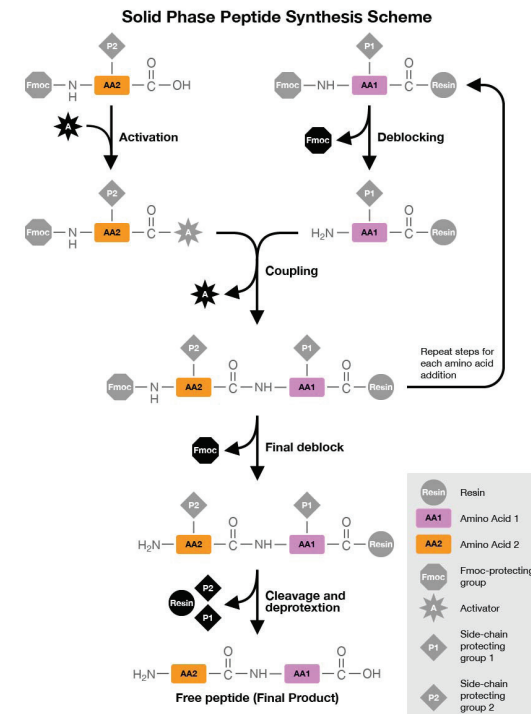 Solid Phase Peptide Synthesis Scheme
P2
Fmoc N H AA2 C O OH
A
Activation
P1
Fmoc NH AA1 C O Resin
Fmoc
Deblocking
P2
Fmoc N H AA2 C O A
P1
H₂N AA1 C O Resin
A
Coupling
P2 P1
Fmoc N H AA2 C O NH AA1 C O Resin
Repeat steps for
each amino acid
addition
Fmoc
Final deblock
P2 P1
H₂N AA2 C O NH AA1 C O Resin
Resin P2 P1
Cleavage and
deprotextion
H₂N AA2 C O NH AA1 C O OH
Free peptide (Final Product)
Resin Resin
AA1 Amino Acid 1
AA2 Amino Acid 2
Fmoc Fmoc-protecting
group
A Activator
P1 Side-chain
protecting
group 1
P2 Side-chain
protecting
group 2